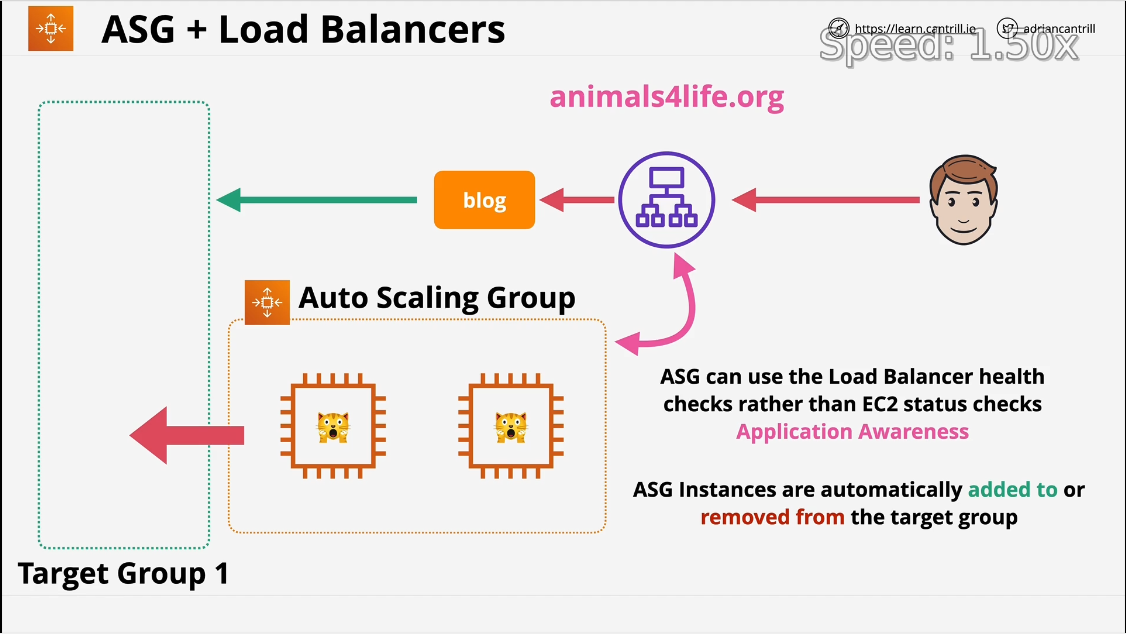 ASG + Load Balancers
https://learn.cantrill.io
adriancantrill
Speed: 1.50x
animals4life.org
blog
Auto Scaling Group
ASG can use the Load Balancer health
checks rather than EC2 status checks
Application Awareness
ASG Instances are automatically added to or
removed from the target group
Target Group 1